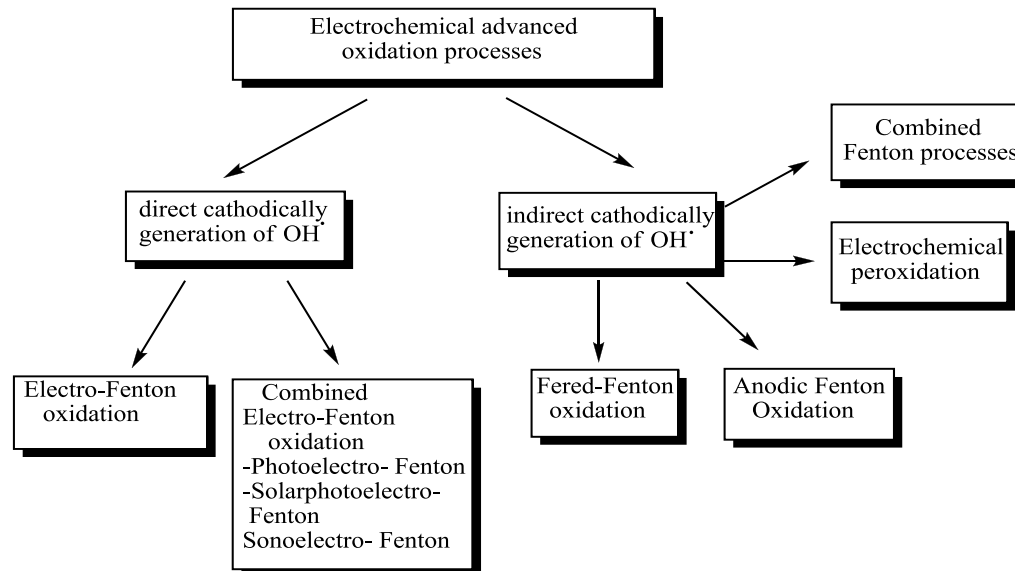 Electrochemical advanced
oxidation processes
Combined
Fenton processes
direct cathodically
generation of OH·
indirect cathodically
generation of OH·
Electrochemical
peroxidation
Electro-Fenton
oxidation
Combined
Electro-Fenton
oxidation
-Photoelectro- Fenton
-Solarphotoelectro-
Fenton
Sonoelectro- Fenton
Fered-Fenton
oxidation
Anodic Fenton
Oxidation